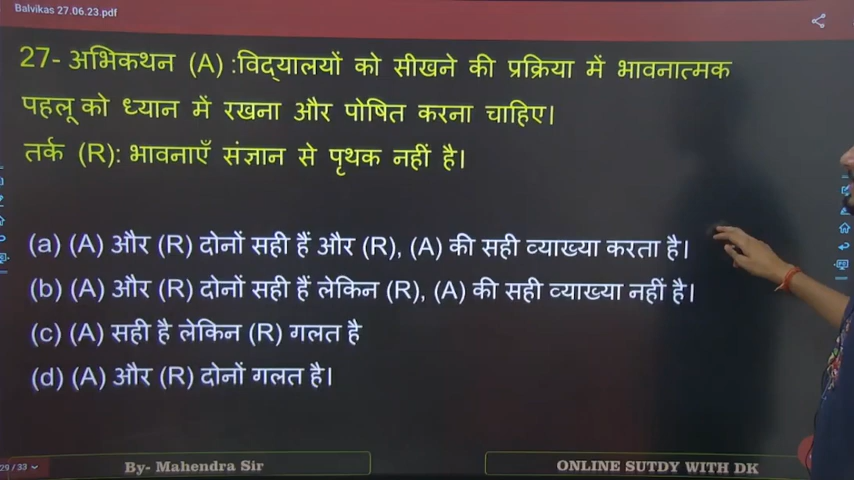 Balvikas 27.06.23.pdf
27- अभिकथन (A) :विद्यालयों को सीखने की प्रक्रिया में भावनात्मक
पहलू को ध्यान में रखना और पोषित करना चाहिए।
तर्क (R): भावनाएँ संज्ञान से पृथक नहीं है।
(a) (A) और (R) दोनों सही हैं और (R), (A) की सही व्याख्या करता है।
(b) (A) और (R) दोनों सही हैं लेकिन (R), (A) की सही व्याख्या नहीं है।
(c) (A) सही है लेकिन (R) गलत है
(d) (A) और (R) दोनों गलत है।
29 / 33
By- Mahendra Sir
ONLINE SUTDY WITH DK